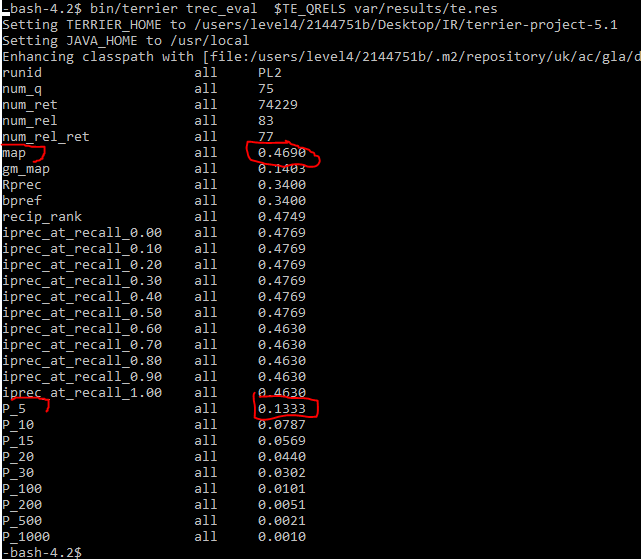 -bash-4.2$ bin/terrier trec_eval  $TE_QRELS var/results/te.res
Setting TERRIER_HOME to /users/level4/2144751b/Desktop/IR/terrier-project-5.1
Setting JAVA_HOME to /usr/local
Enhancing classpath with [file:/users/level4/2144751b/.m2/repository/uk/ac/gla/d
runid all PL2
num_q all 75
num_ret all 74229
num_rel all 83
num_rel_ret all 77
map all 0.4690
gm_map all 0.1403
Rprec all 0.3400
bpref all 0.3400
recip_rank all 0.4749
iprec_at_recall_0.00 all 0.4769
iprec_at_recall_0.10 all 0.4769
iprec_at_recall_0.20 all 0.4769
iprec_at_recall_0.30 all 0.4769
iprec_at_recall_0.40 all 0.4769
iprec_at_recall_0.50 all 0.4769
iprec_at_recall_0.60 all 0.4630
iprec_at_recall_0.70 all 0.4630
iprec_at_recall_0.80 all 0.4630
iprec_at_recall_0.90 all 0.4630
iprec_at_recall_1.00 all 0.4630
P_5 all 0.1333
P_10 all 0.0787
P_15 all 0.0569
P_20 all 0.0440
P_30 all 0.0302
P_100 all 0.0101
P_200 all 0.0051
P_500 all 0.0021
P_1000 all 0.0010
-bash-4.2$